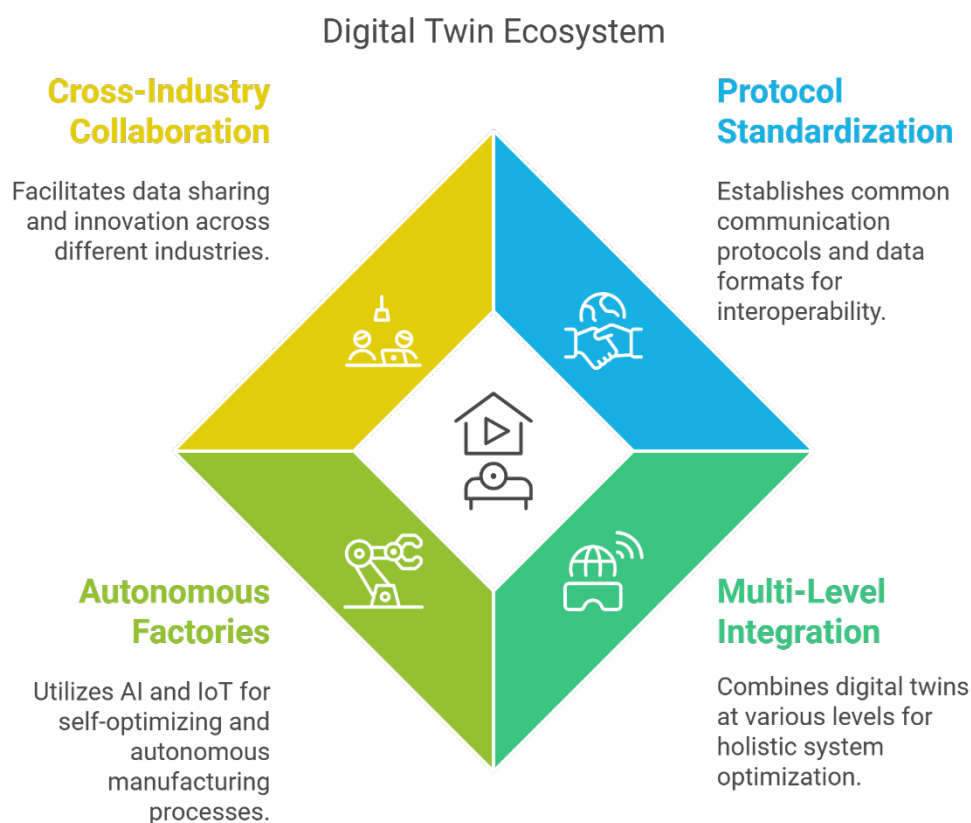 Digital Twin Ecosystem
Cross-Industry
Collaboration
Facilitates data sharing
and innovation across
different industries.
Protocol
Standardization
Establishes common
communication
protocols and data
formats for
interoperability.
Autonomous
Factories
Utilizes AI and IoT for
self-optimizing and
autonomous
manufacturing
processes.
Multi-Level
Integration
Combines digital twins
at various levels for
holistic system
optimization.